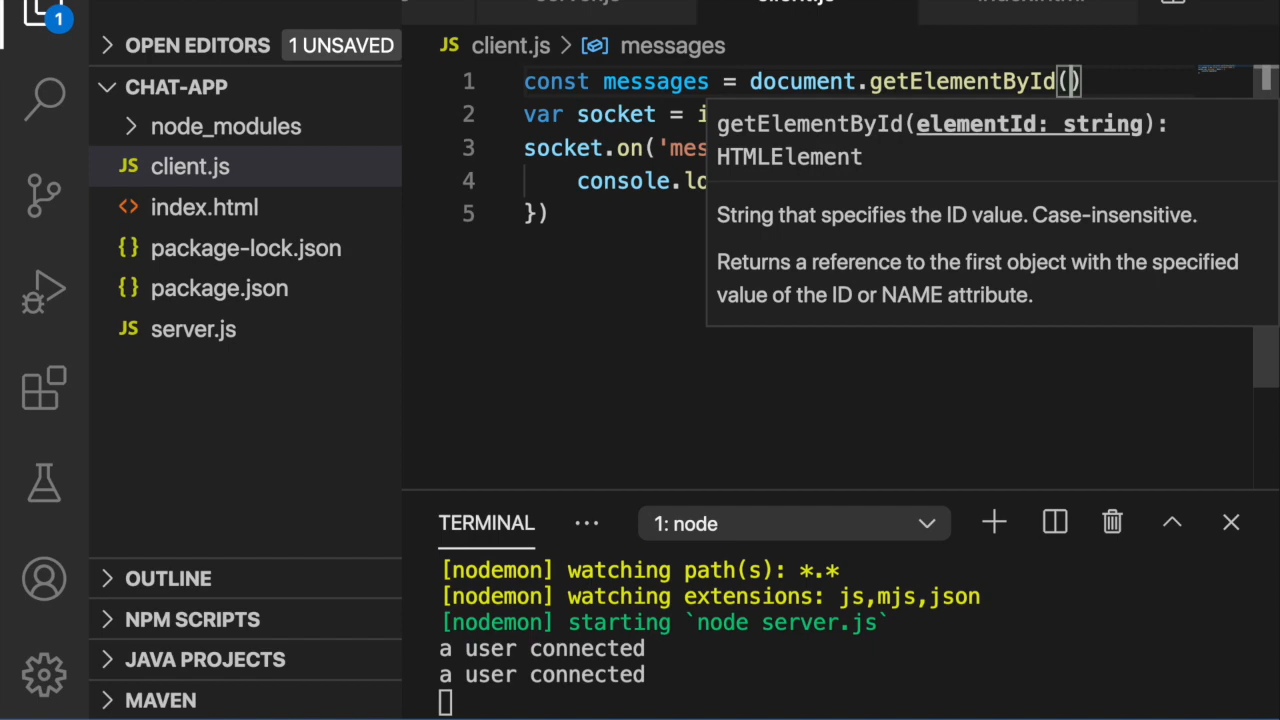 1
OPEN EDITORS 1 UNSAVED
CHAT-APP
node_modules
JS client.js
<> index.html
{} package-lock.json
{} package.json
JS server.js
OUTLINE
NPM SCRIPTS
JAVA PROJECTS
MAVEN
JS client.js > messages
1 const messages = document.getElementById()
2 var socket = i
3 socket.on('mes
4 console.lo
5 })
getElementById(elementId: string):
HTMLElement
String that specifies the ID value. Case-insensitive.
Returns a reference to the first object with the specified
value of the ID or NAME attribute.
TERMINAL ... 1: node
[nodemon] watching path(s): *.*
[nodemon] watching extensions: js,mjs,json
[nodemon] starting `node server.js`
a user connected
a user connected